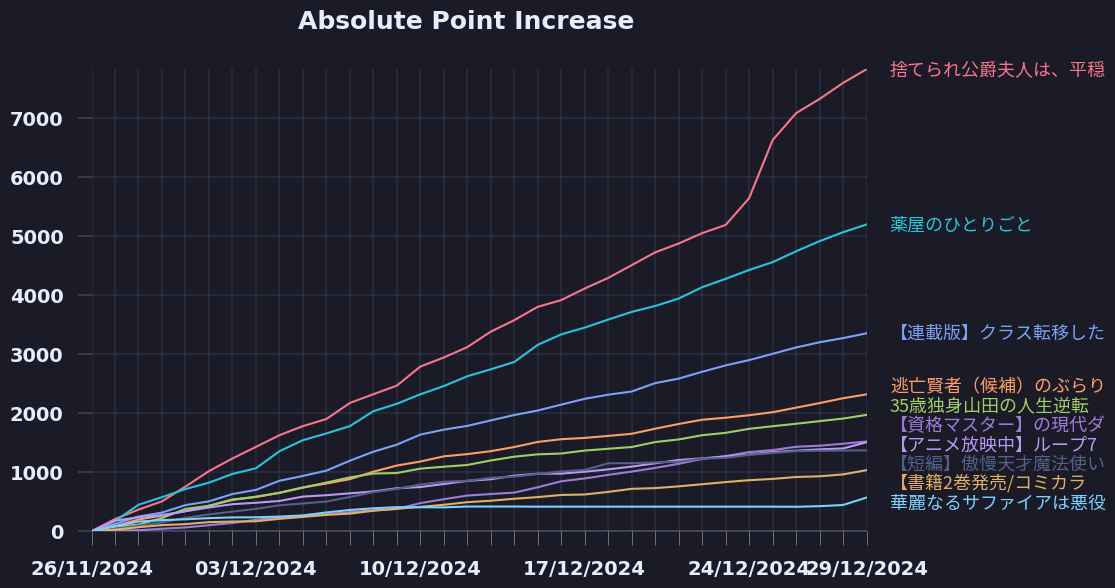 Absolute Point Increase
捨てられ公爵夫人は、平穏
7000
6000
薬屋のひとりごと
5000
4000
【連載版】クラス転移した
3000
逃亡賢者（候補）のぶらり
35歳独身山田の人生逆転
2000
【資格マスター】の現代ダ
【アニメ放映中】ループ7
【短編】傲慢天才魔法使い
1000
【書籍2巻発売/コミカラ
華麗なるサファイアは悪役
0
26/11/2024 03/12/2024 10/12/2024 17/12/2024 24/12/2024 29/12/2024